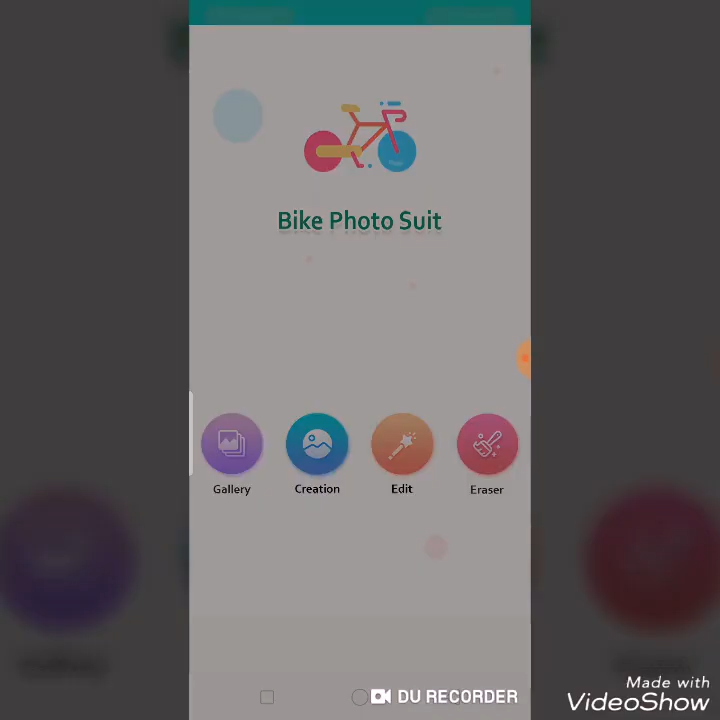 Bike Photo Suit
Gallery
Creation
Edit
Eraser
DU RECORDER
Made with
VideoShow